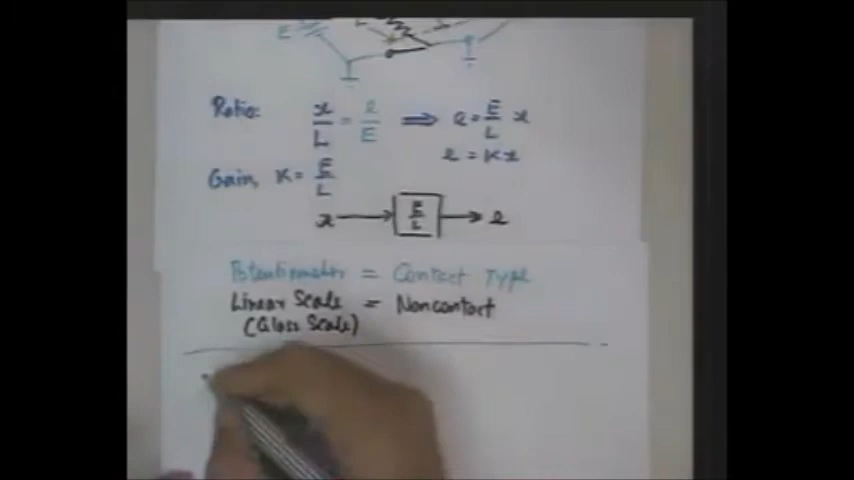 E
Ratio: x/L = e/E ⟹ e = E/L x
e = Kx
Gain, K = E/L
x → E/L → e
Potentiometer = Contact Type
Linear Scale = Noncontact
(Glass Scale)